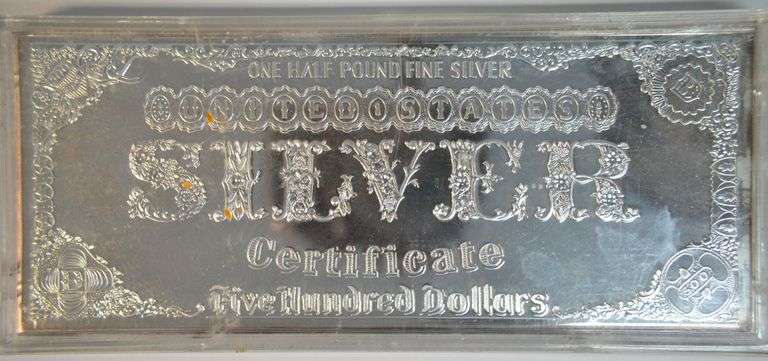 ONE HALF POUND FINE SILVER
UNITED STATES
SILVER
Certificate
Five Hundred Dollars